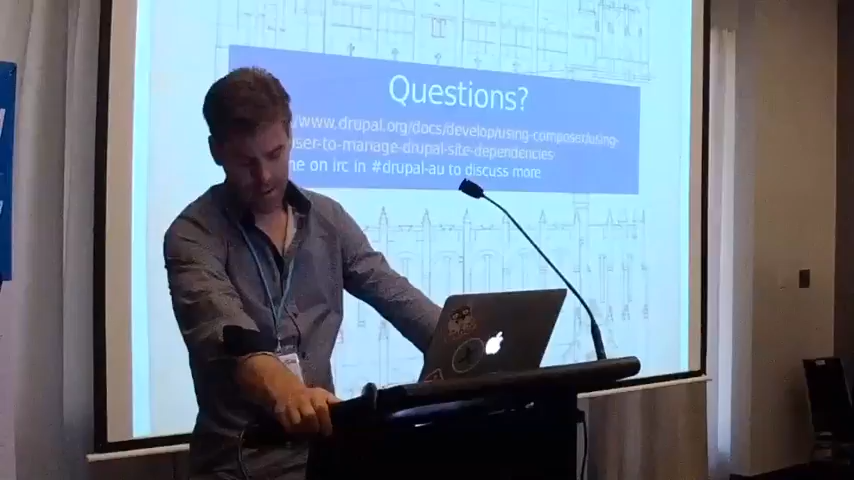 Questions?
/www.drupal.org/docs/develop/using-composer/using-
user-to-manage-drupal-site-dependencies
me on irc in #drupal-au to discuss more